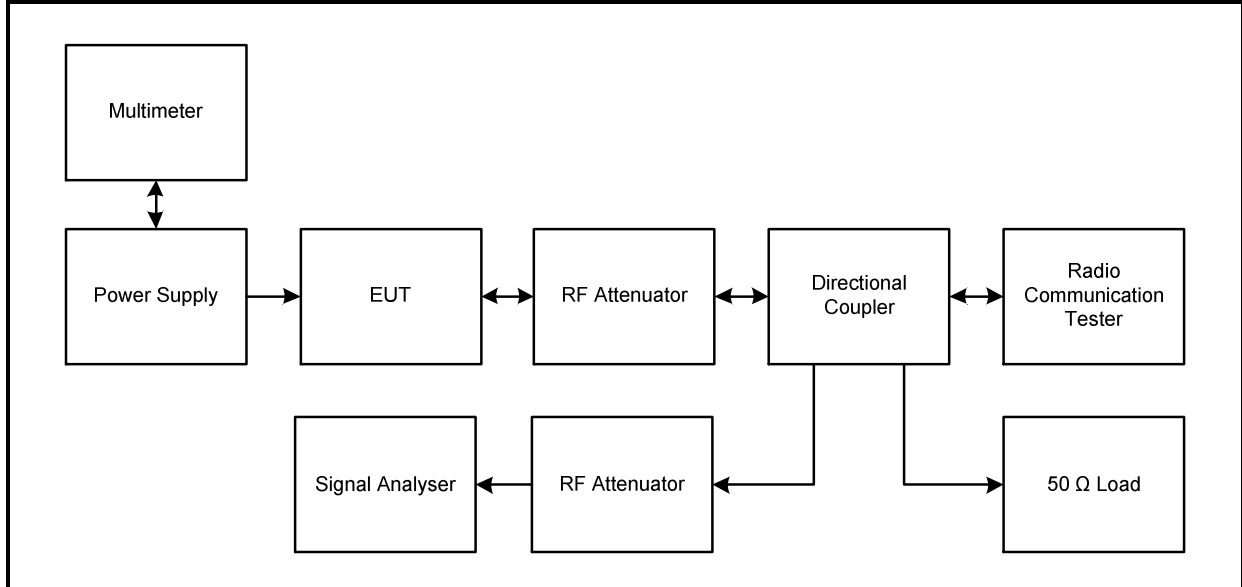 Multimeter
Power Supply
EUT
RF Attenuator
Directional
Coupler
Radio
Communication
Tester
Signal Analyser
RF Attenuator
50 Ω Load